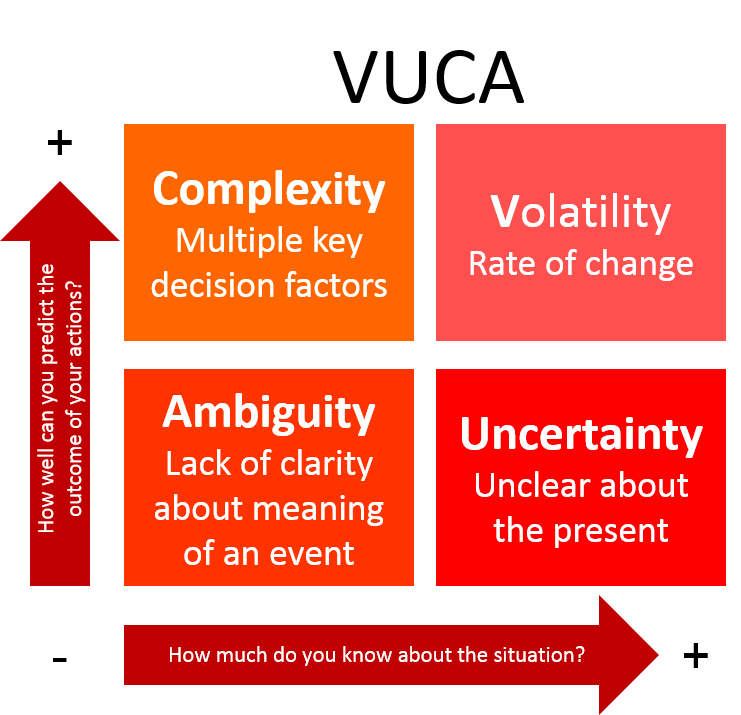 VUCA
+
Complexity
Multiple key
decision factors
Volatility
Rate of change
How well can you predict the
outcome of your actions?
Ambiguity
Lack of clarity
about meaning
of an event
Uncertainty
Unclear about
the present
-
How much do you know about the situation?
+